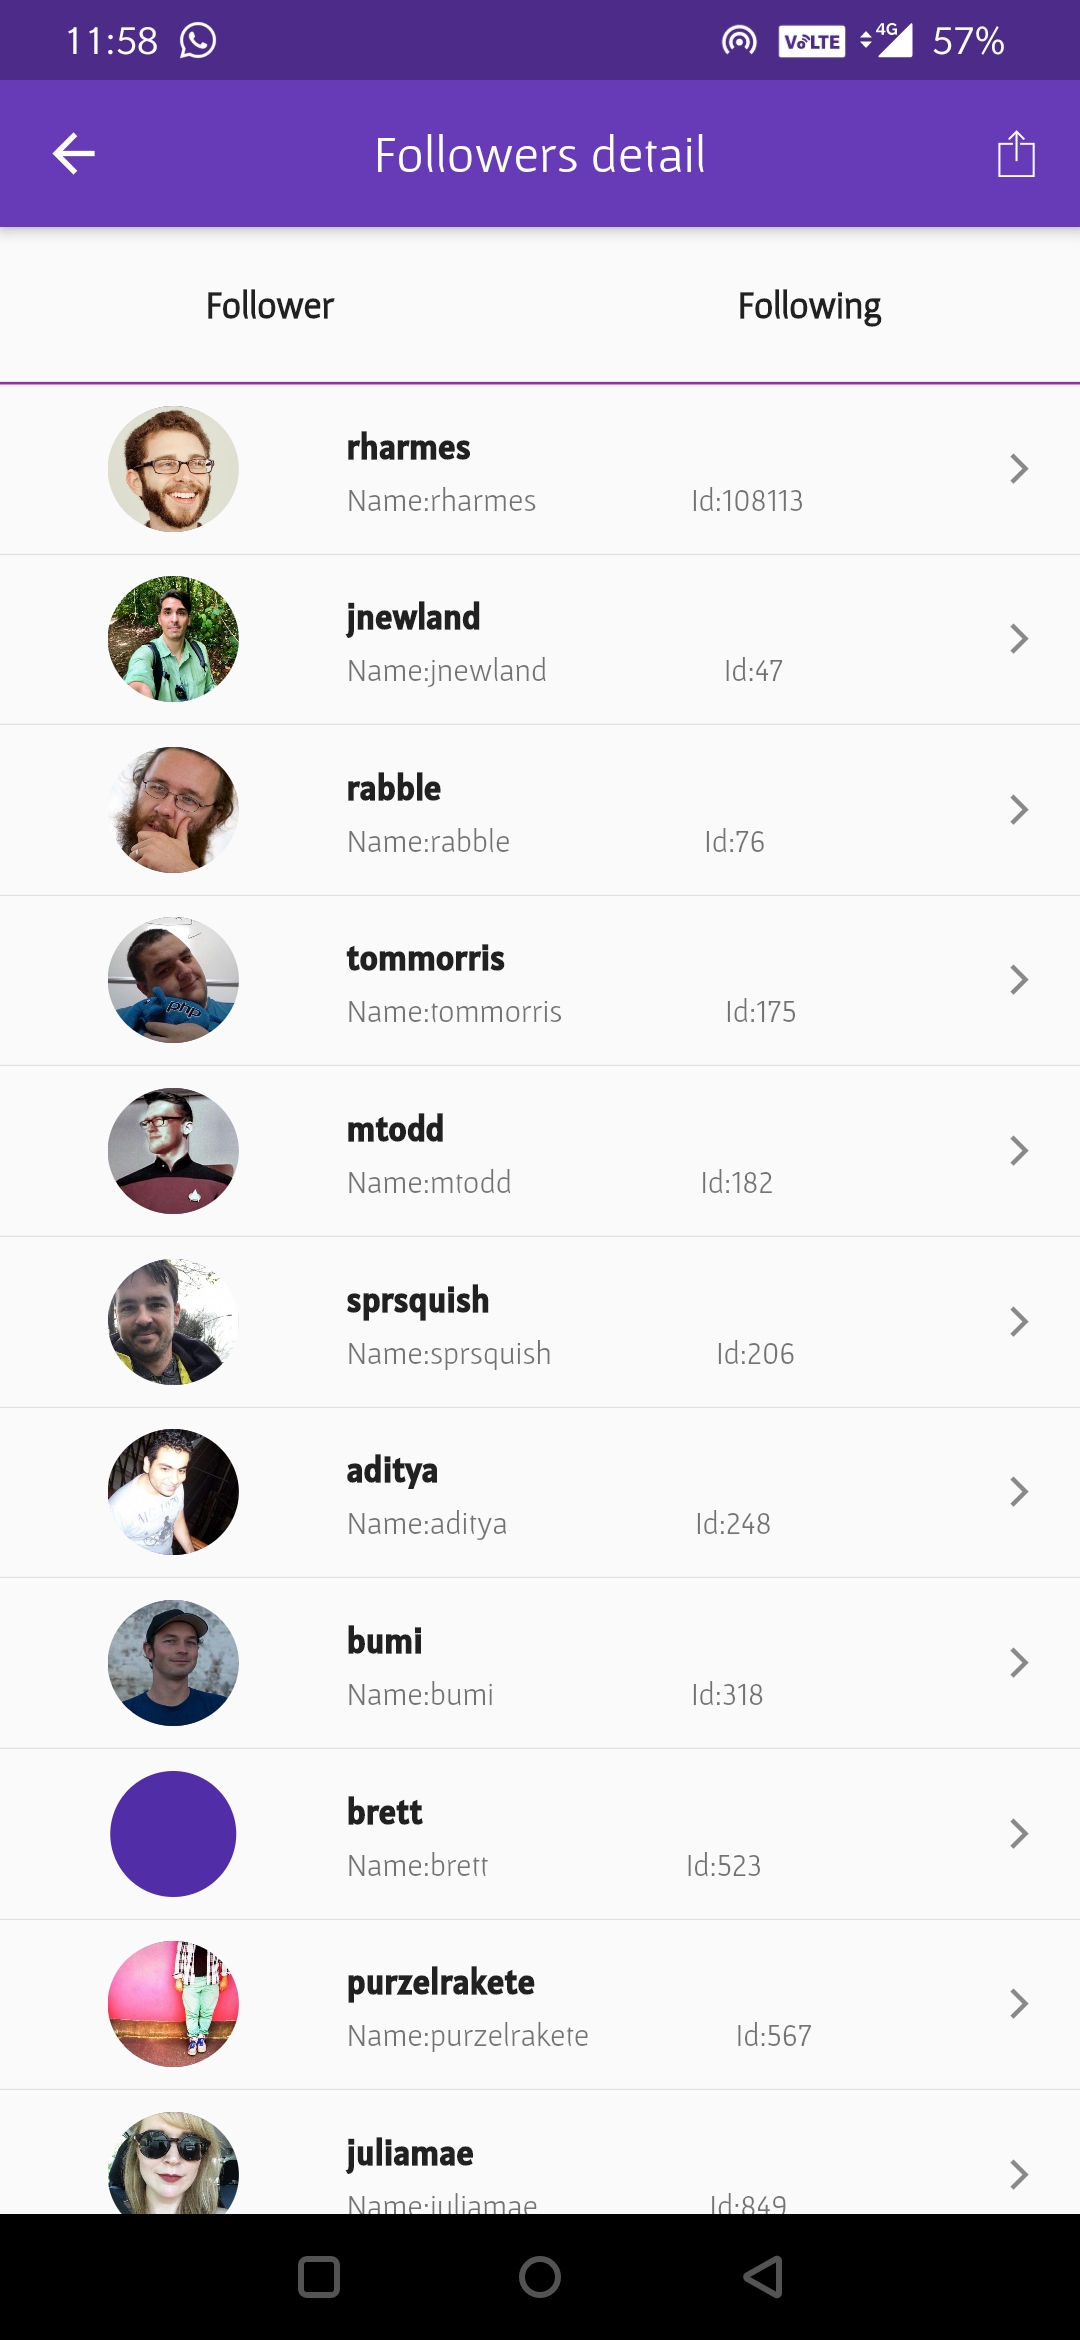 11:58 VoLTE 4G 57%
Followers detail
Follower Following
rharmes
Name:rharmes Id:108113
jnewland
Name:jnewland Id:47
rabble
Name:rabble Id:76
tommorris
Name:tommorris Id:175
mtodd
Name:mtodd Id:182
sprsquish
Name:sprsquish Id:206
aditya
Name:aditya Id:248
bumi
Name:bumi Id:318
brett
Name:brett Id:523
purzelrakete
Name:purzelrakete Id:567
juliamae
Name:juliamae Id:849